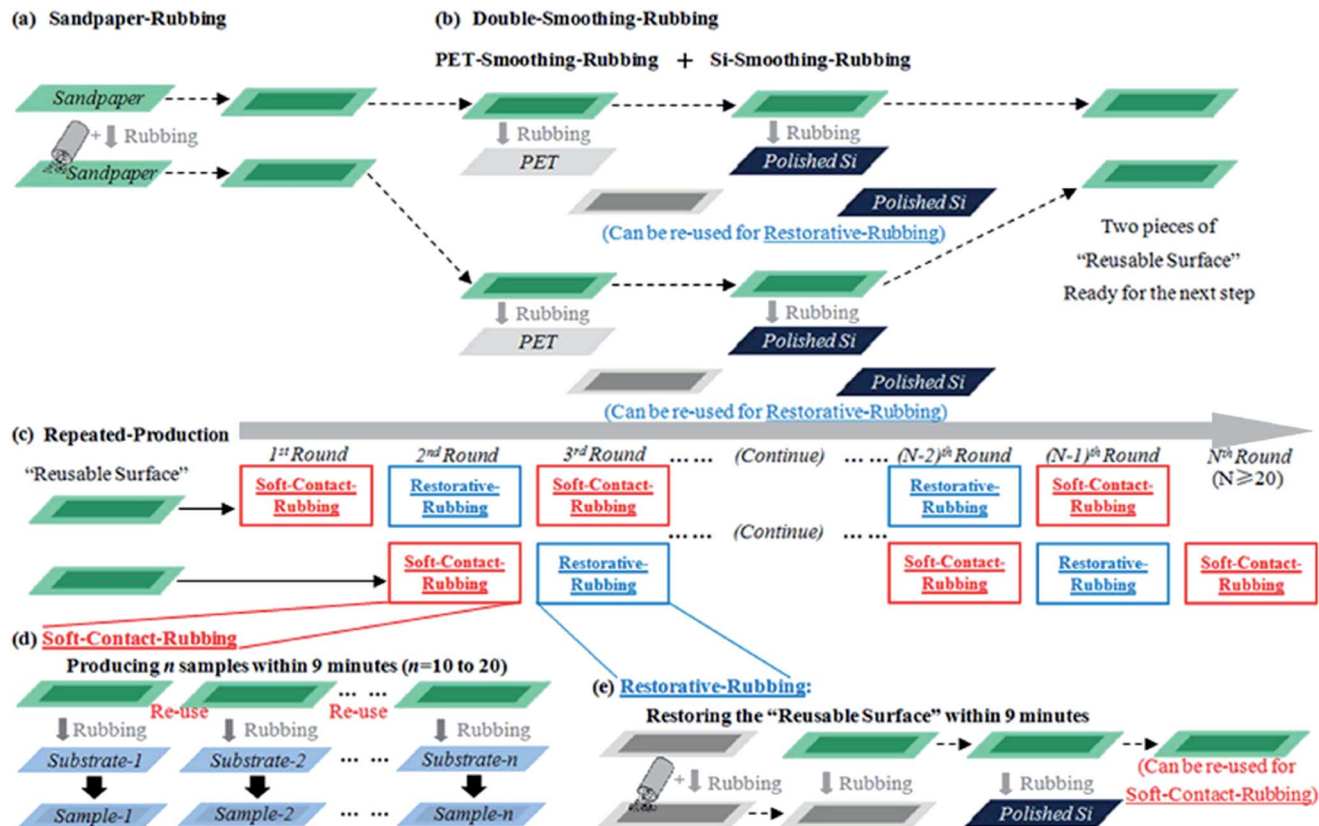 (a) Sandpaper-Rubbing
(b) Double-Smoothing-Rubbing
PET-Smoothing-Rubbing + Si-Smoothing-Rubbing
Sandpaper
+ Rubbing
Sandpaper
Rubbing
PET
Rubbing
Polished Si
Polished Si
(Can be re-used for Restorative-Rubbing)
Rubbing
PET
Rubbing
Polished Si
Polished Si
(Can be re-used for Restorative-Rubbing)
Two pieces of
“Reusable Surface”
Ready for the next step
(c) Repeated-Production
“Reusable Surface”
1st Round
2nd Round
3rd Round
... ... (Continue) ... ...
(N-2)th Round
(N-1)th Round
Nth Round
(N≥20)
Soft-Contact-
Rubbing
Restorative-
Rubbing
Soft-Contact-
Rubbing
Restorative-
Rubbing
Soft-Contact-
Rubbing
... ... (Continue) ... ...
Soft-Contact-
Rubbing
Restorative-
Rubbing
Soft-Contact-
Rubbing
Restorative-
Rubbing
Soft-Contact-
Rubbing
(d) Soft-Contact-Rubbing
Producing n samples within 9 minutes (n=10 to 20)
... ...
Re-use
Re-use
Rubbing
Rubbing
Rubbing
Substrate-1
Substrate-2
... ...
Substrate-n
Sample-1
Sample-2
... ...
Sample-n
(e) Restorative-Rubbing:
Restoring the “Reusable Surface” within 9 minutes
+ Rubbing
Rubbing
Rubbing
Polished Si
(Can be re-used for
Soft-Contact-Rubbing)